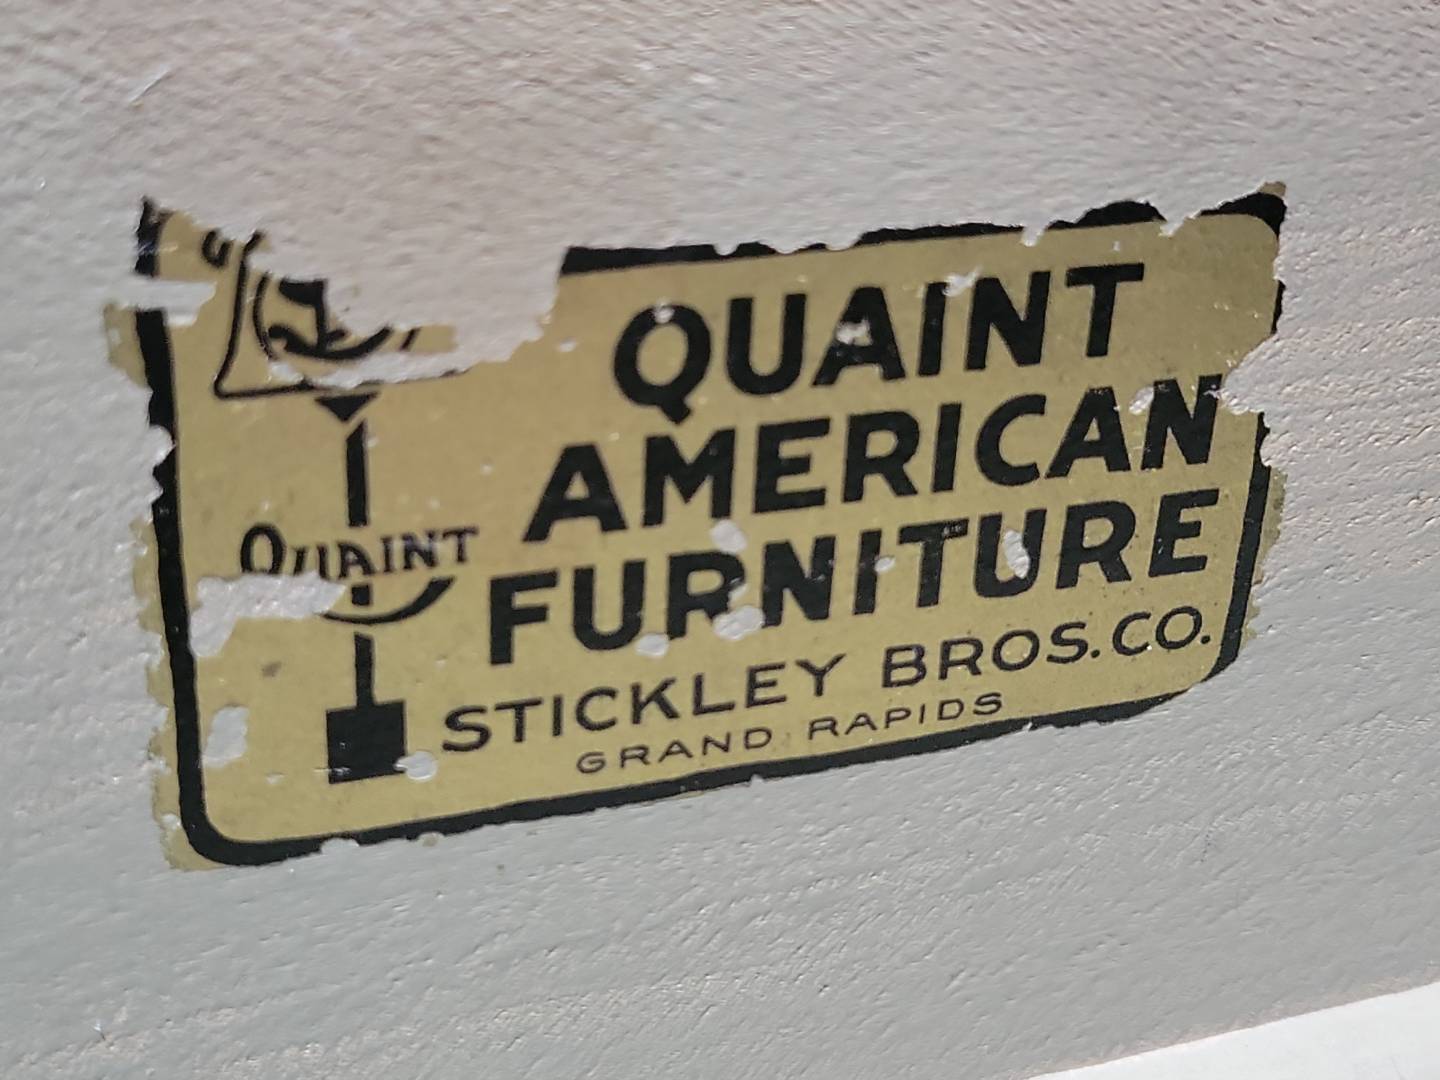 QUAINT
AMERICAN
FURNITURE
STICKLEY BROS. CO.
GRAND RAPIDS
QUAINT